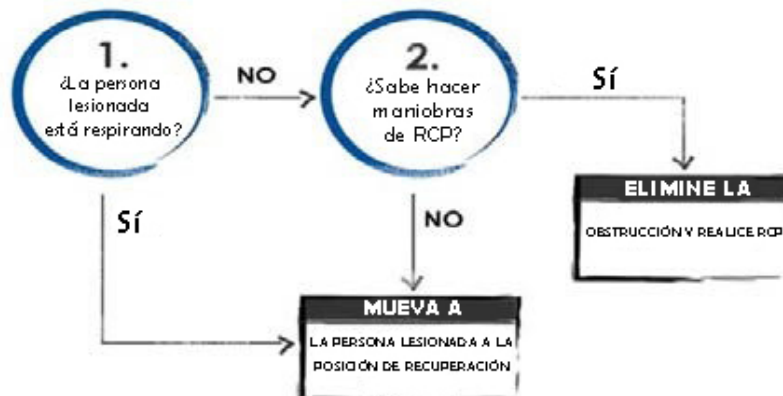 1.
¿La persona
lesionada
está respirando?
NO
2.
¿Sabe hacer
maniobras
de RCP?
Sí
ELIMINE LA
OBSTRUCCIÓN Y REALICE RCP
Sí
NO
MUEVA A
LA PERSONA LESIONADA A LA
POSICIÓN DE RECUPERACIÓN